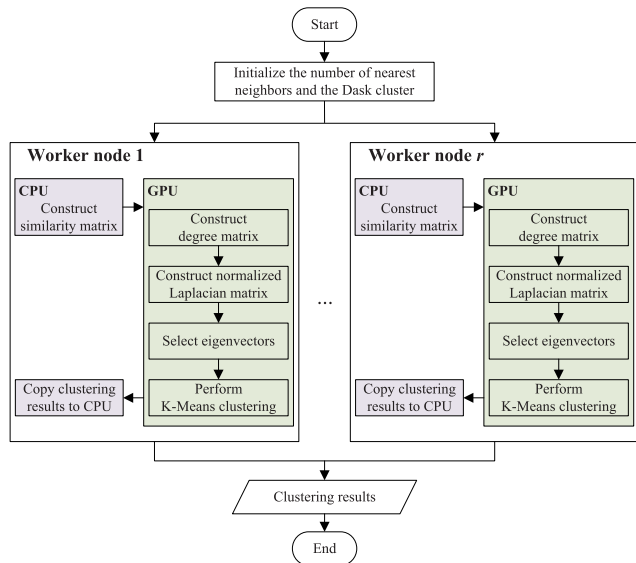 Start
Initialize the number of nearest
neighbors and the Dask cluster
Worker node 1
CPU
Construct
similarity matrix
GPU
Construct
degree matrix
Construct normalized
Laplacian matrix
Select eigenvectors
Perform
K-Means clustering
Copy clustering
results to CPU
...
Worker node r
CPU
Construct
similarity matrix
GPU
Construct
degree matrix
Construct normalized
Laplacian matrix
Select eigenvectors
Perform
K-Means clustering
Copy clustering
results to CPU
Clustering results
End